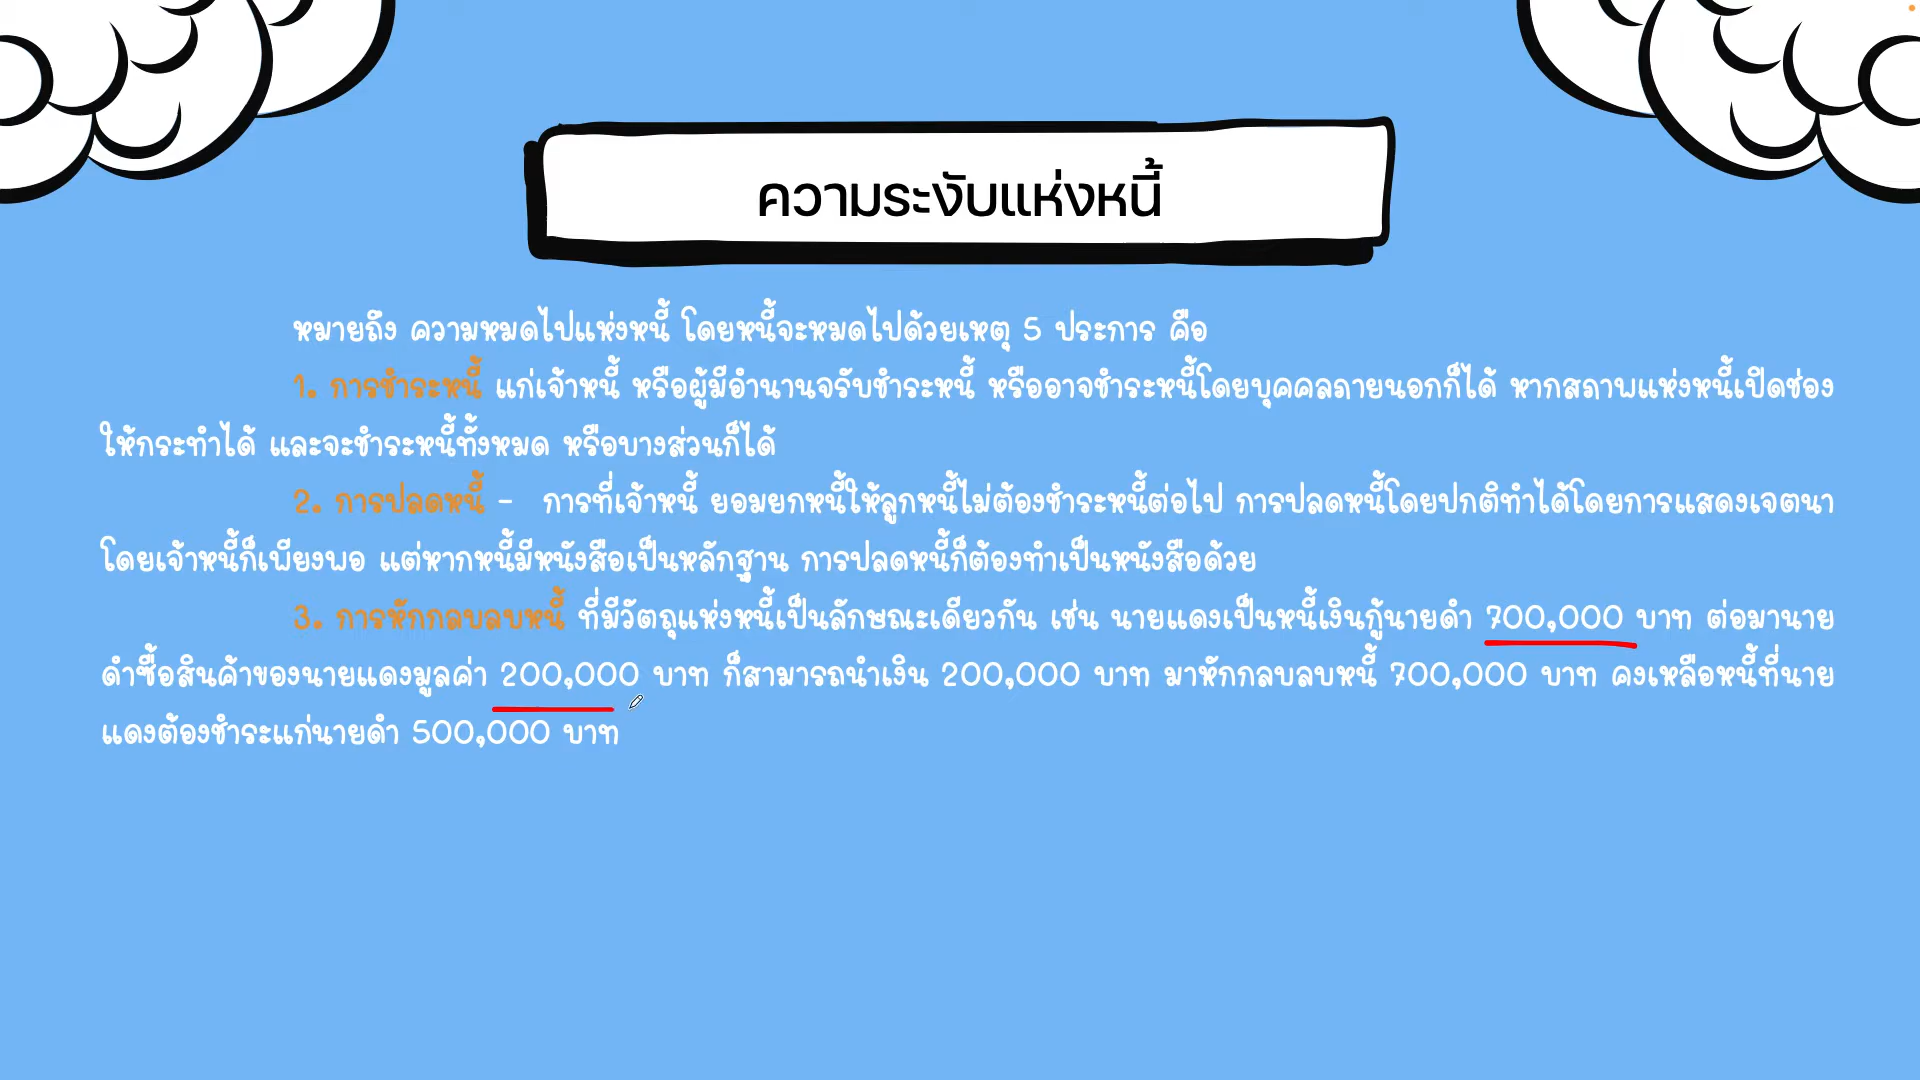 ความระงับแห่งหนี้
หมายถึง ความหมดไปแห่งหนี้ โดยหนี้จะหมดไปด้วยเหตุ 5 ประการ คือ
1. การชำระหนี้ แก่เจ้าหนี้ หรือผู้มีอำนานจรับชำระหนี้ หรืออาจชำระหนี้โดยบุคคลภายนอกก็ได้ หากสภาพแห่งหนี้เปิดช่อง
ให้กระทำได้ และจะชำระหนี้ทั้งหมด หรือบางส่วนก็ได้
2. การปลดหนี้ - การที่เจ้าหนี้ ยอมยกหนี้ให้ลูกหนี้ไม่ต้องชำระหนี้ต่อไป การปลดหนี้โดยปกติทำได้โดยการแสดงเจตนา
โดยเจ้าหนี้ก็เพียงพอ แต่หากหนี้มีหนังสือเป็นหลักฐาน การปลดหนี้ก็ต้องทำเป็นหนังสือด้วย
3. การหักกลบลบหนี้ ที่มีวัตถุแห่งหนี้เป็นลักษณะเดียวกัน เช่น นายแดงเป็นหนี้เงินกู้นายดำ 700,000 บาท ต่อมานาย
ดำซื้อสินค้าของนายแดงมูลค่า 200,000 บาท ก็สามารถนำเงิน 200,000 บาท มาหักกลบลบหนี้ 700,000 บาท คงเหลือหนี้ที่นาย
แดงต้องชำระแก่นายดำ 500,000 บาท